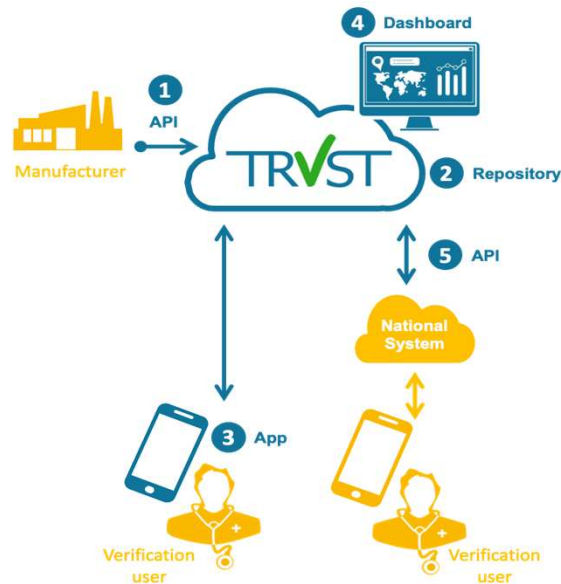 4 Dashboard
1
API
Manufacturer
TRVST
2 Repository
5 API
National
System
3 App
Verification
user
Verification
user